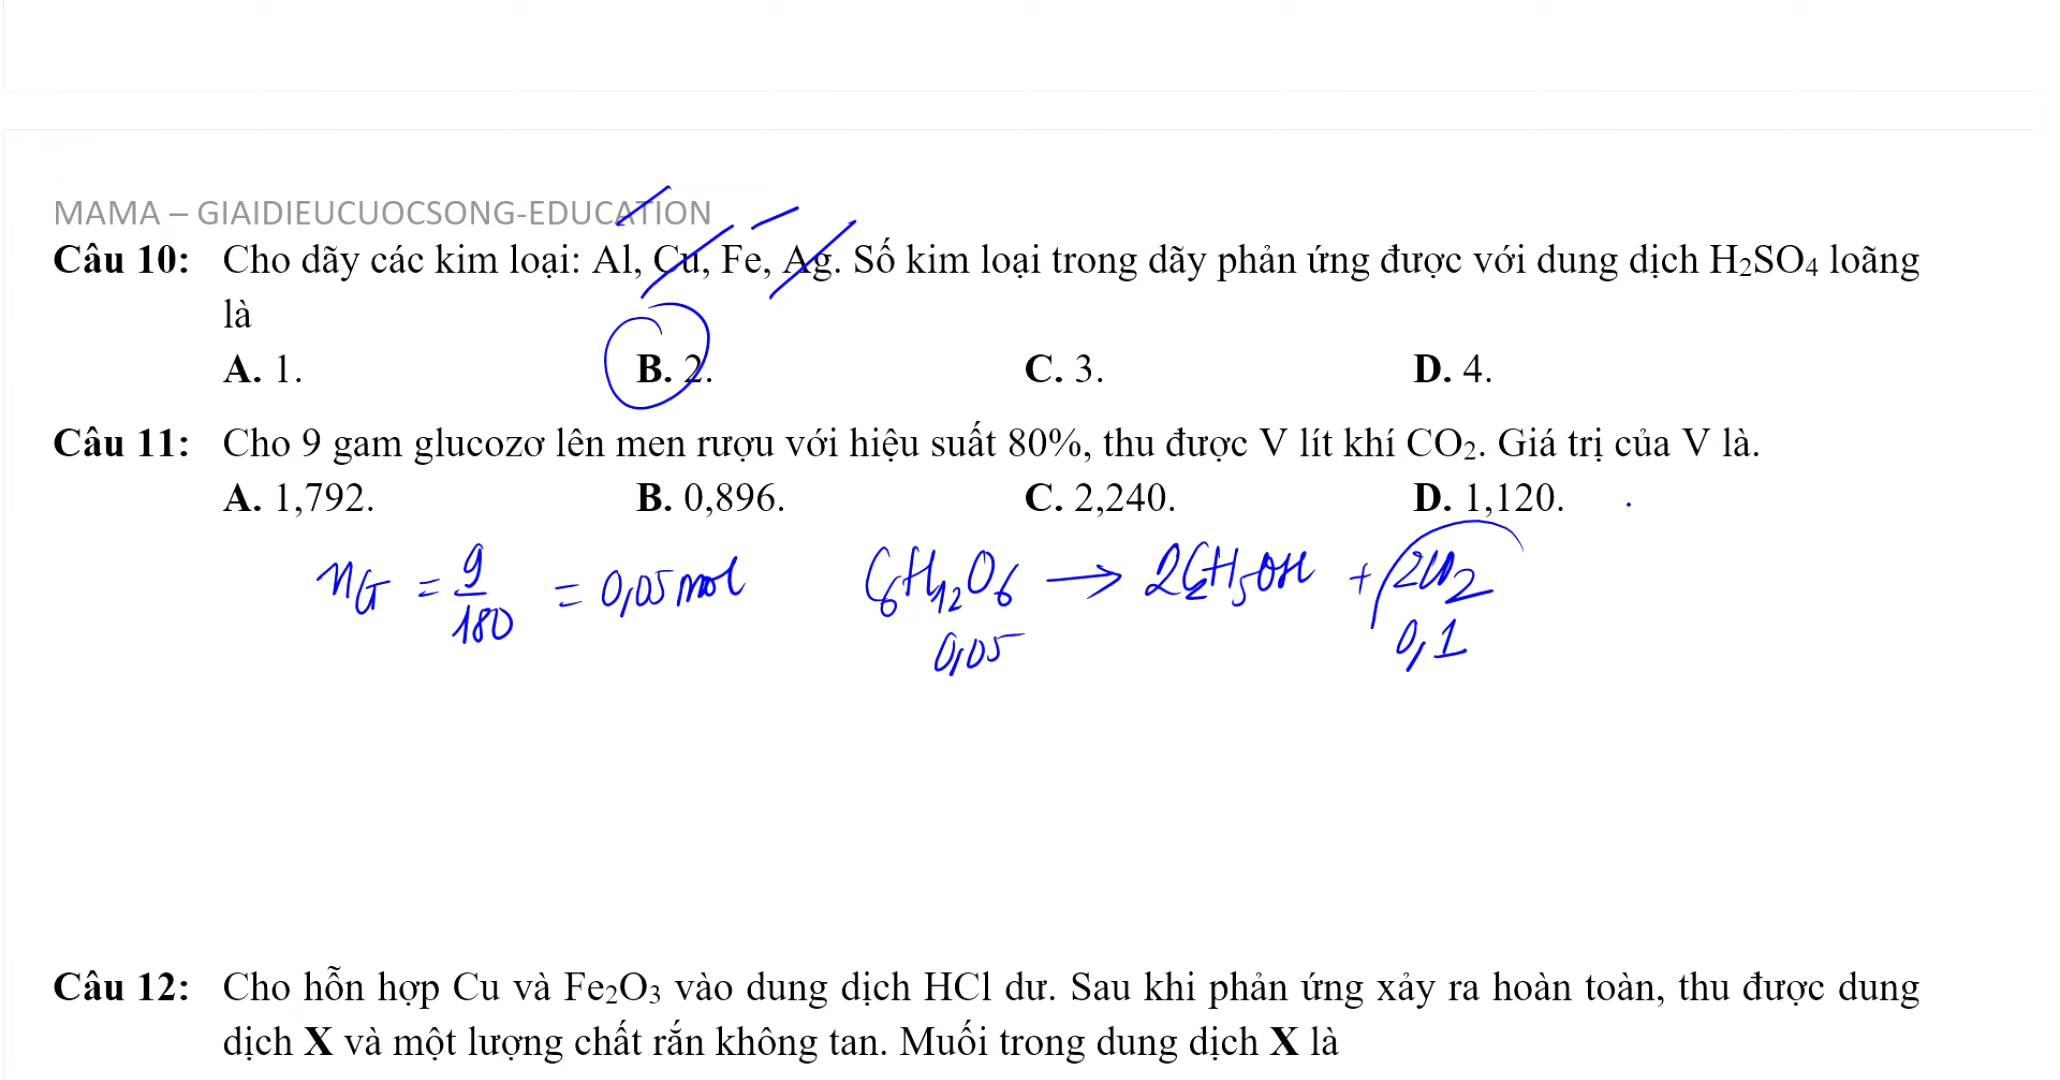 MAMA – GIAIDIEUCUOCSONG-EDUCATION
Câu 10: Cho dãy các kim loại: Al, Cu, Fe, Ag. Số kim loại trong dãy phản ứng được với dung dịch H₂SO₄ loãng
là
A. 1. B. 2. C. 3. D. 4.
Câu 11: Cho 9 gam glucozơ lên men rượu với hiệu suất 80%, thu được V lít khí CO₂. Giá trị của V là.
A. 1,792. B. 0,896. C. 2,240. D. 1,120.
nG = 9/180 = 0,05 mol C₆H₁₂O₆ → 2C₂H₅OH + 2CO₂
0,05 0,1
Câu 12: Cho hỗn hợp Cu và Fe₂O₃ vào dung dịch HCl dư. Sau khi phản ứng xảy ra hoàn toàn, thu được dung
dịch X và một lượng chất rắn không tan. Muối trong dung dịch X là